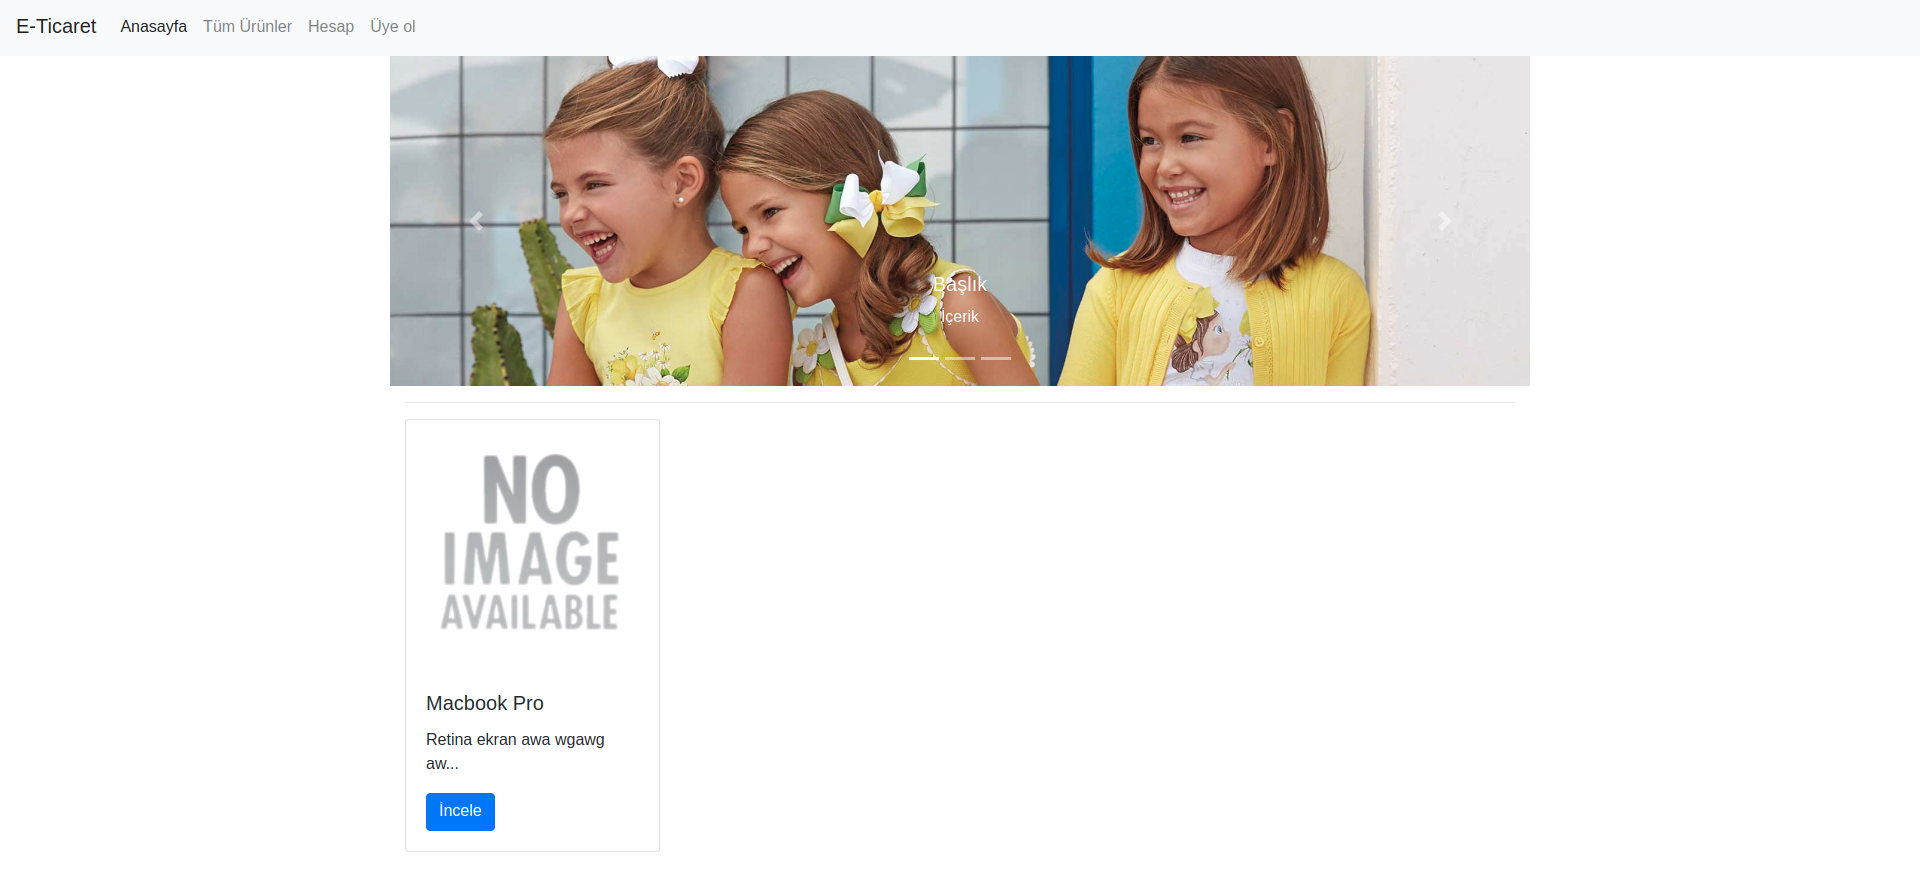 E-Ticaret Anasayfa Tüm Ürünler Hesap Üye ol
Başlık
İçerik
NO
IMAGE
AVAILABLE
Macbook Pro
Retina ekran awa wgawg
aw...
İncele